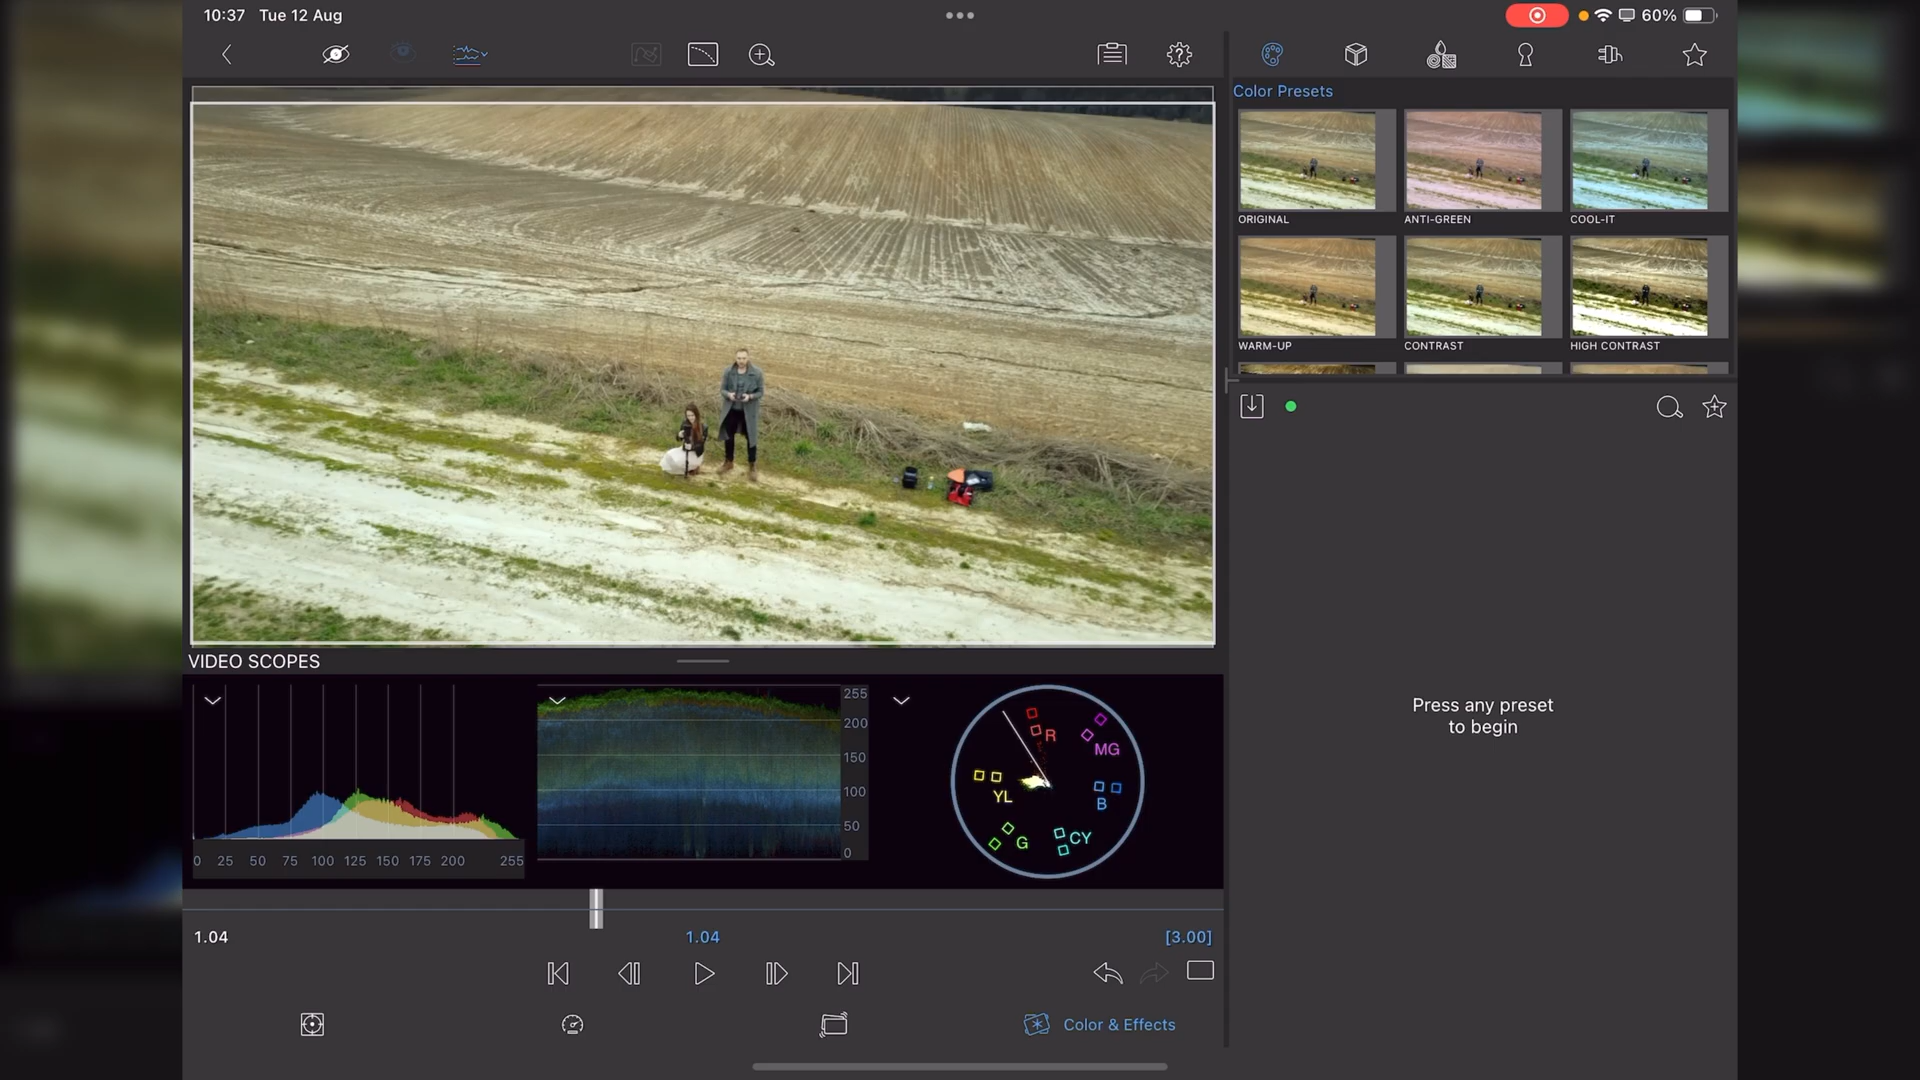 10:37 Tue 12 Aug
60%
Color Presets
ORIGINAL
ANTI-GREEN
COOL-IT
WARM-UP
CONTRAST
HIGH CONTRAST
Press any preset
to begin
VIDEO SCOPES
0 25 50 75 100 125 150 175 200 255
255
200
150
100
50
0
R
MG
YL
B
G
CY
1.04
1.04
[3.00]
Color & Effects